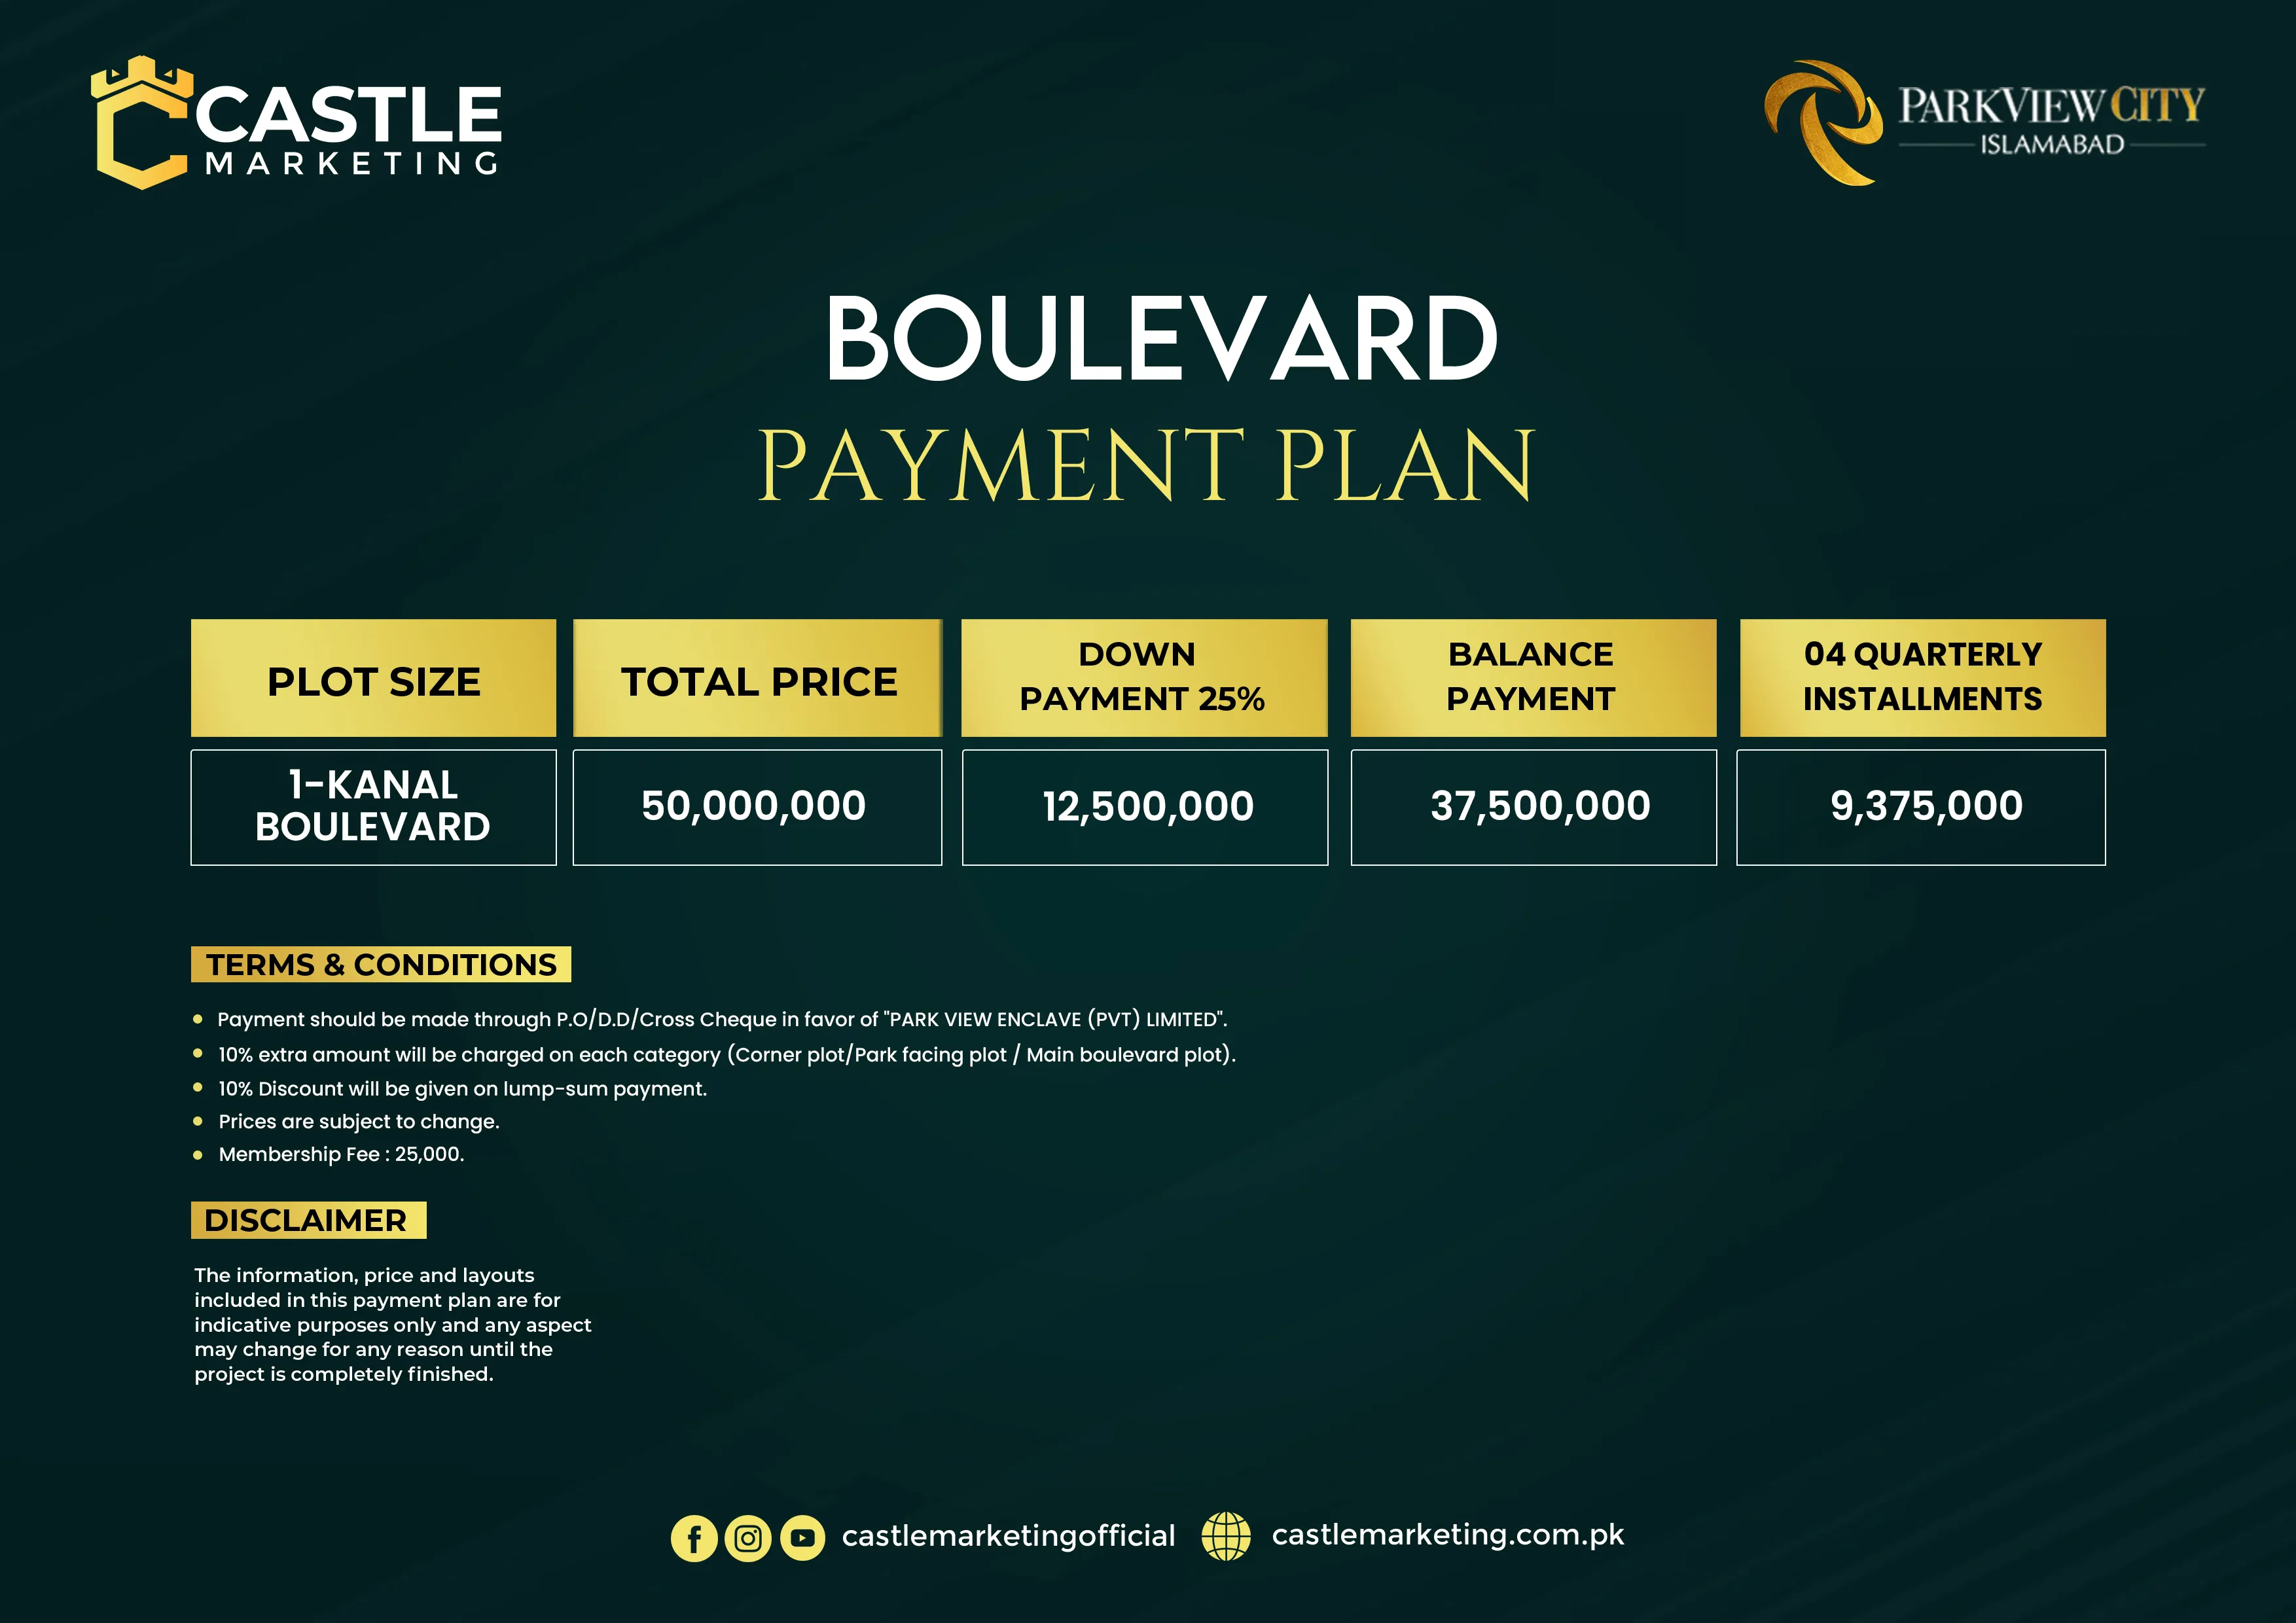 CASTLE
MARKETING
PARKVIEW CITY
ISLAMABAD
BOULEVARD
PAYMENT PLAN
PLOT SIZE
TOTAL PRICE
DOWN
PAYMENT 25%
BALANCE
PAYMENT
04 QUARTERLY
INSTALLMENTS
1-KANAL
BOULEVARD
50,000,000
12,500,000
37,500,000
9,375,000
TERMS & CONDITIONS
Payment should be made through P.O/D.D/Cross Cheque in favor of "PARK VIEW ENCLAVE (PVT) LIMITED".
10% extra amount will be charged on each category (Corner plot/Park facing plot / Main boulevard plot).
10% Discount will be given on lump-sum payment.
Prices are subject to change.
Membership Fee : 25,000.
DISCLAIMER
The information, price and layouts
included in this payment plan are for
indicative purposes only and any aspect
may change for any reason until the
project is completely finished.
castlemarketingofficial
castlemarketing.com.pk